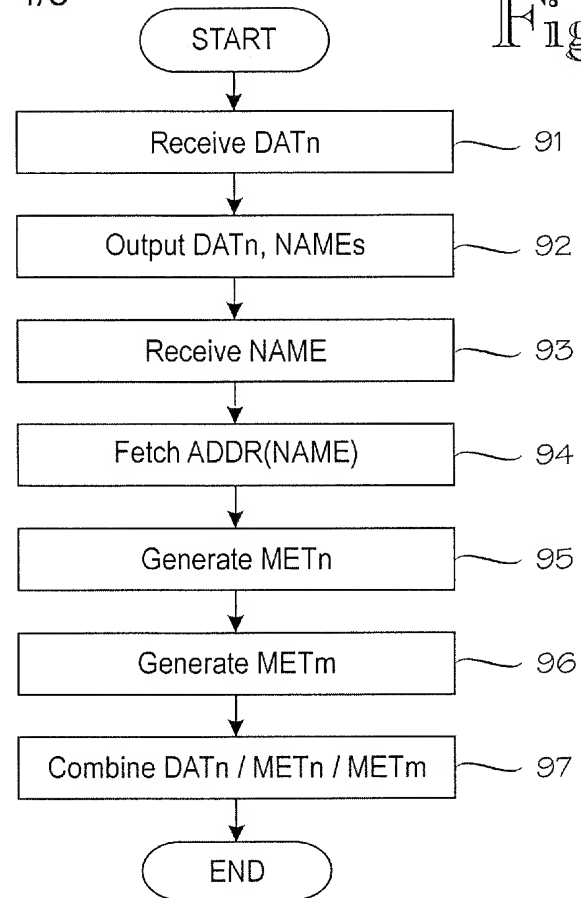 START
Fig
Receive DATn
91
Output DATn, NAMEs
92
Receive NAME
93
Fetch ADDR(NAME)
94
Generate METn
95
Generate METm
96
Combine DATn / METn / METm
97
END